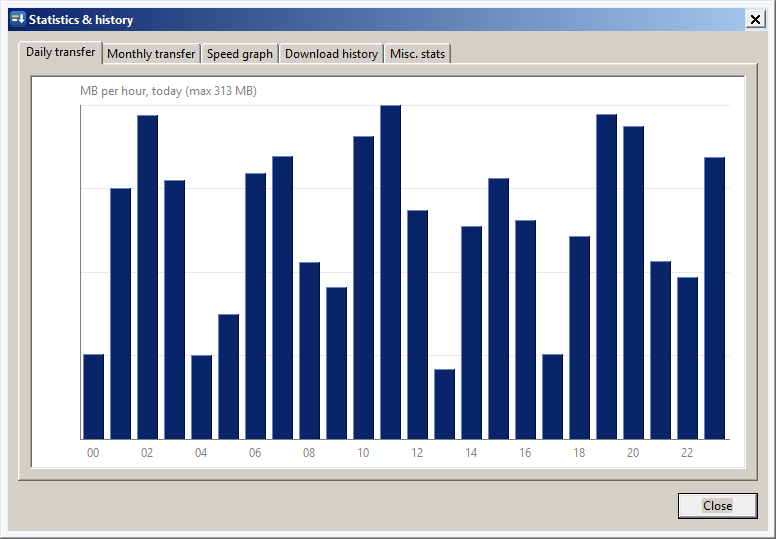 Statistics & history
Daily transfer Monthly transfer Speed graph Download history Misc. stats
MB per hour, today (max 313 MB)
00 02 04 06 08 10 12 14 16 18 20 22
Close